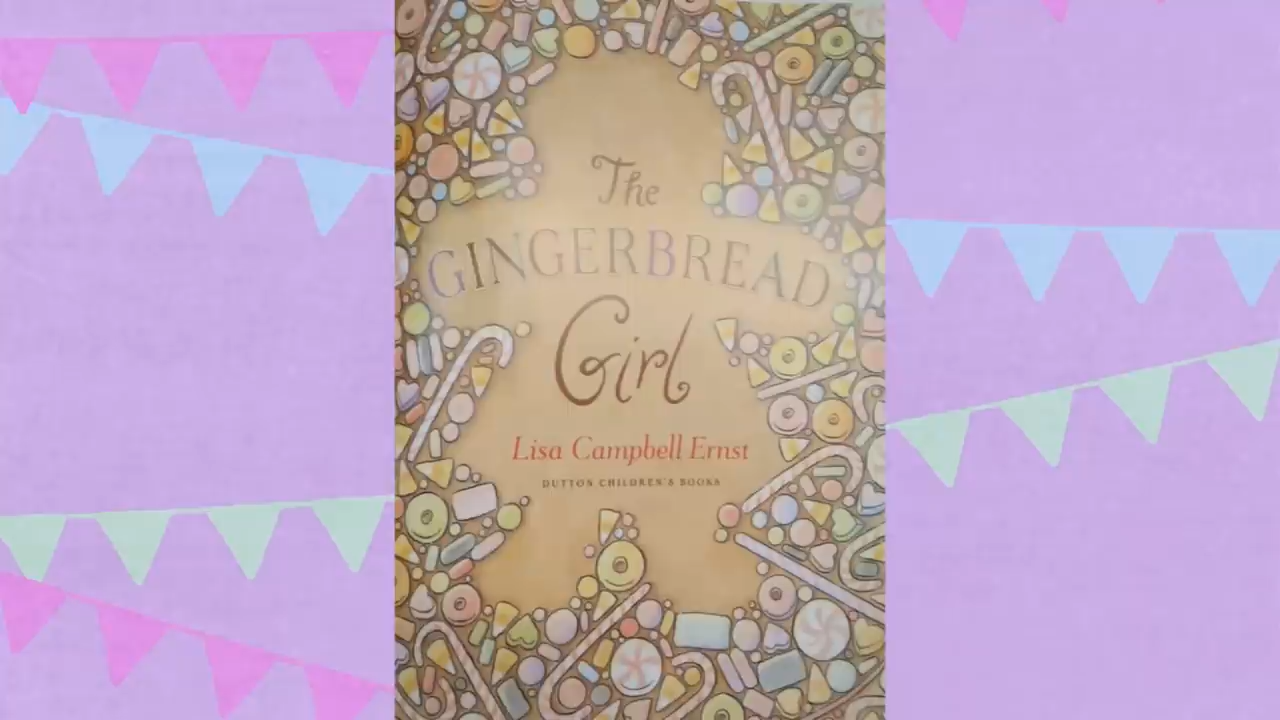 The
GINGERBREAD
Girl
Lisa Campbell Ernst
DUTTON CHILDREN'S BOOKS